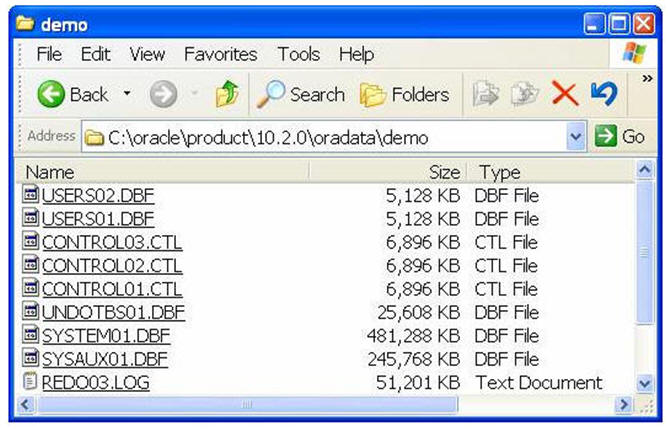 demo
File Edit View Favorites Tools Help
Back Search Folders »
Address C:\oracle\product\10.2.0\oradata\demo Go
Name Size Type
USERS02.DBF 5,128 KB DBF File
USERS01.DBF 5,128 KB DBF File
CONTROL03.CTL 6,896 KB CTL File
CONTROL02.CTL 6,896 KB CTL File
CONTROL01.CTL 6,896 KB CTL File
UNDOTBS01.DBF 25,608 KB DBF File
SYSTEM01.DBF 481,288 KB DBF File
SYSAUX01.DBF 245,768 KB DBF File
REDO03.LOG 51,201 KB Text Document